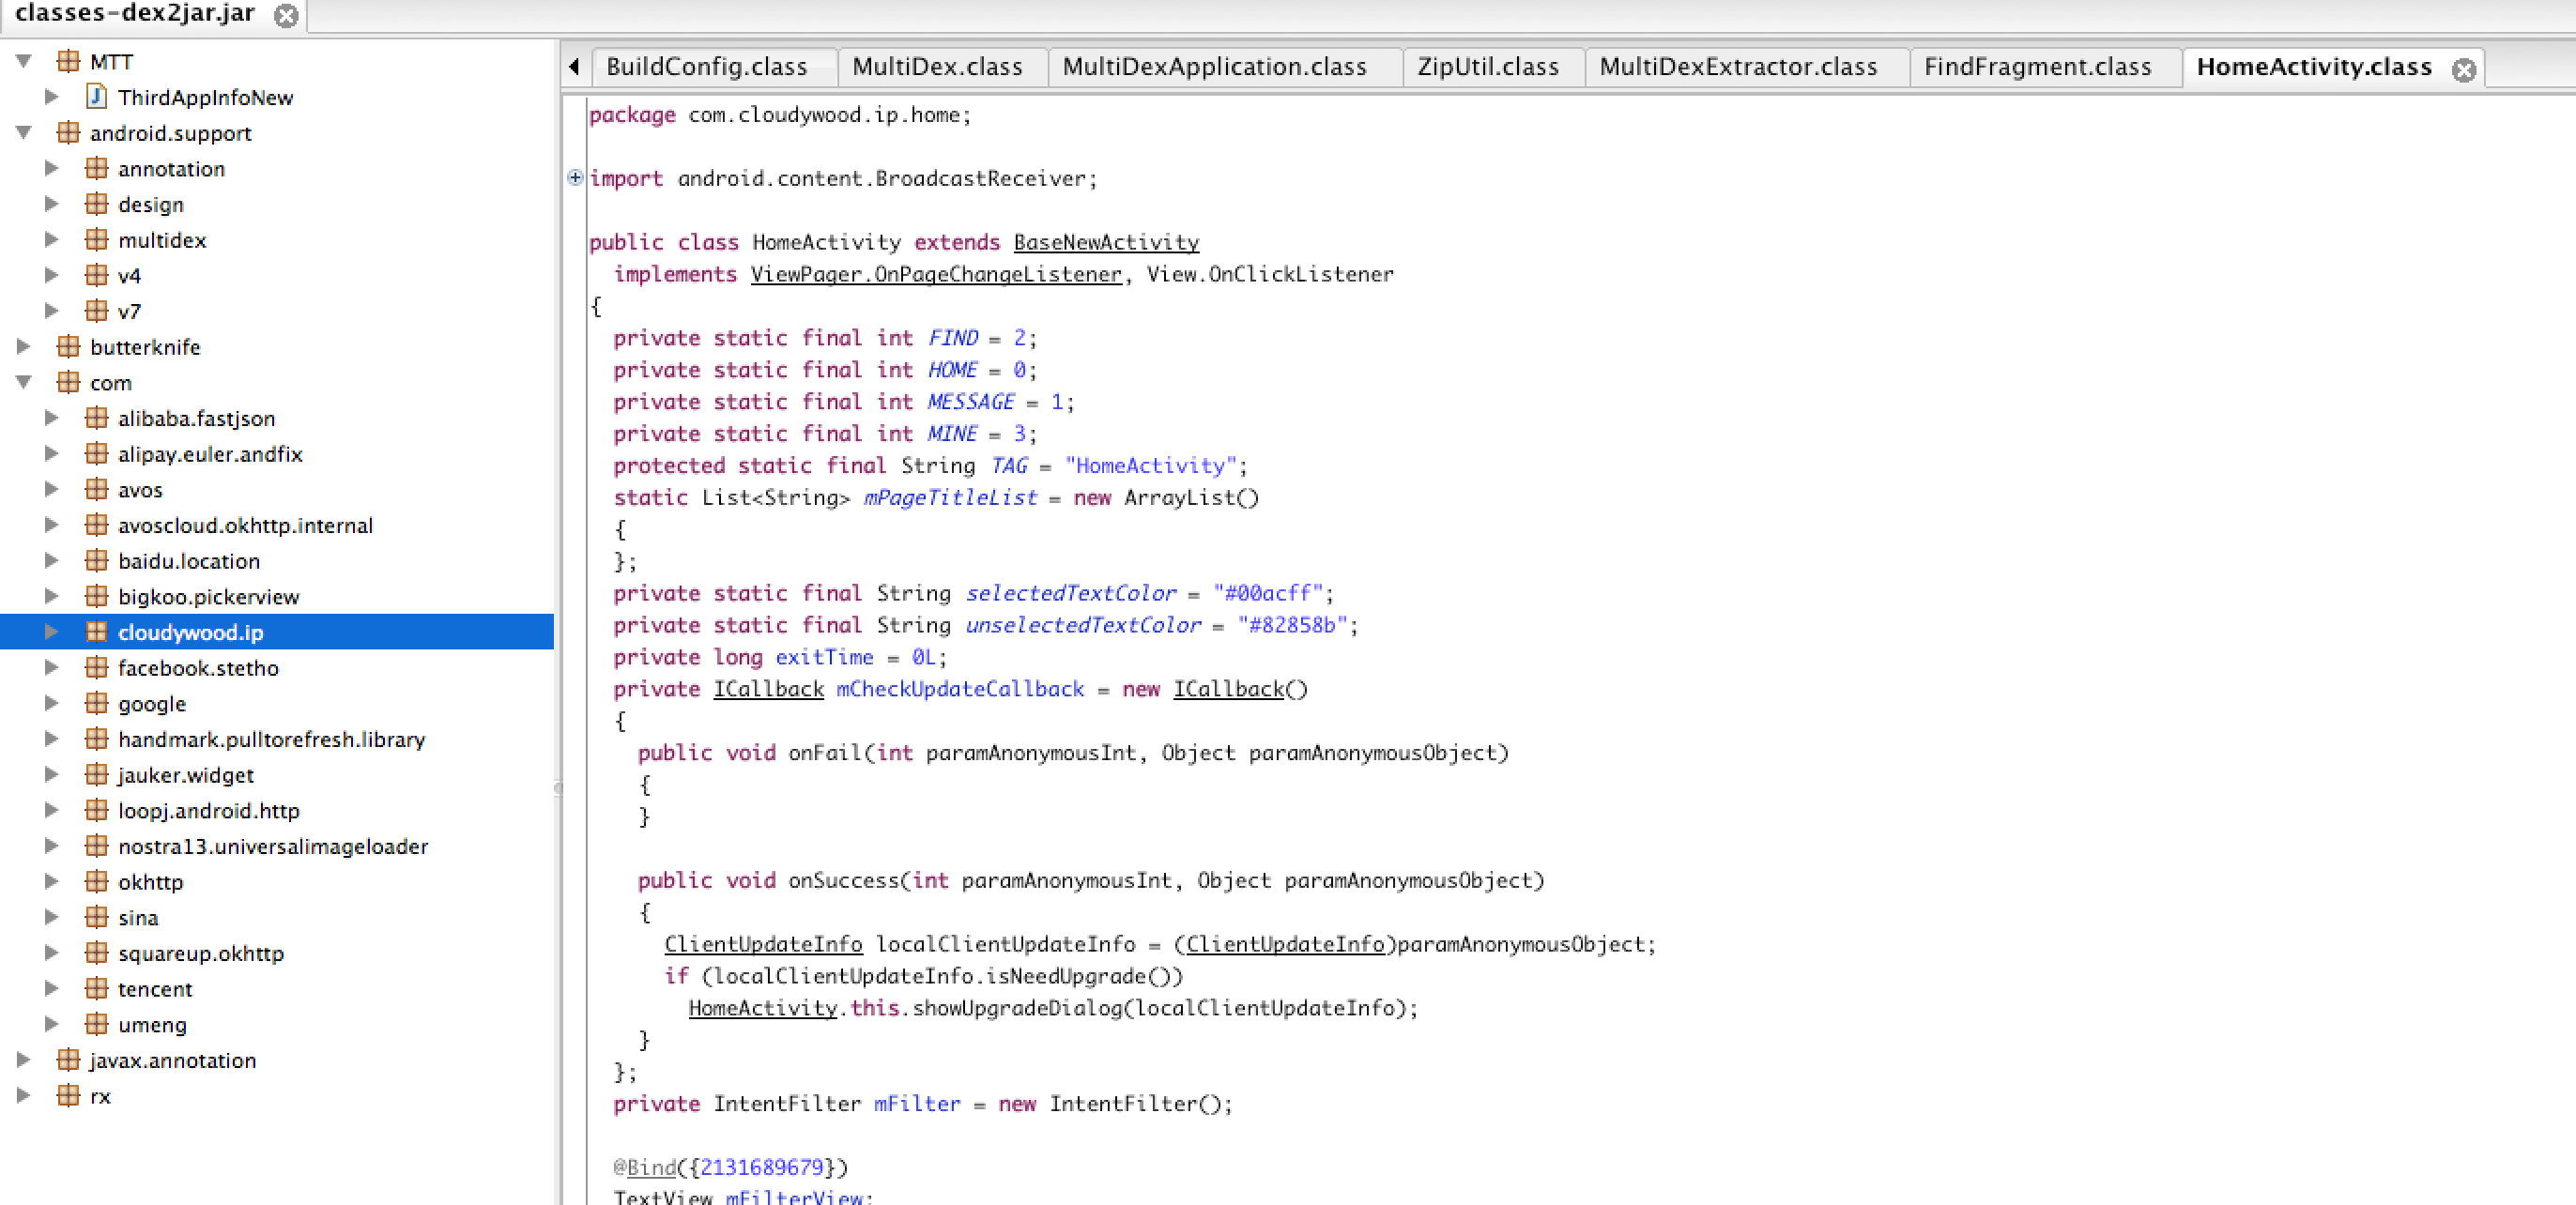 classes-dex2jar.jar
MTT
ThirdAppInfoNew
android.support
annotation
design
multidex
v4
v7
butterknife
com
alibaba.fastjson
alipay.euler.andfix
avos
avoscloud.okhttp.internal
baidu.location
bigkoo.pickerview
cloudywood.ip
facebook.stetho
google
handmark.pulltorefresh.library
jauker.widget
loopj.android.http
nostra13.universalimageloader
okhttp
sina
squareup.okhttp
tencent
umeng
javax.annotation
rx
BuildConfig.class MultiDex.class MultiDexApplication.class ZipUtil.class MultiDexExtractor.class FindFragment.class HomeActivity.class
package com.cloudywood.ip.home;
import android.content.BroadcastReceiver;
public class HomeActivity extends BaseNewActivity
implements ViewPager.OnPageChangeListener, View.OnClickListener
{
private static final int FIND = 2;
private static final int HOME = 0;
private static final int MESSAGE = 1;
private static final int MINE = 3;
protected static final String TAG = "HomeActivity";
static List<String> mPageTitleList = new ArrayList()
{
};
private static final String selectedTextColor = "#00acff";
private static final String unselectedTextColor = "#82858b";
private long exitTime = 0L;
private ICallback mCheckUpdateCallback = new ICallback()
{
public void onFail(int paramAnonymousInt, Object paramAnonymousObject)
{
}
public void onSuccess(int paramAnonymousInt, Object paramAnonymousObject)
{
ClientUpdateInfo localClientUpdateInfo = (ClientUpdateInfo)paramAnonymousObject;
if (localClientUpdateInfo.isNeedUpgrade())
HomeActivity.this.showUpgradeDialog(localClientUpdateInfo);
}
};
private IntentFilter mFilter = new IntentFilter();
@Bind({2131689679})
TextView mFilterView;